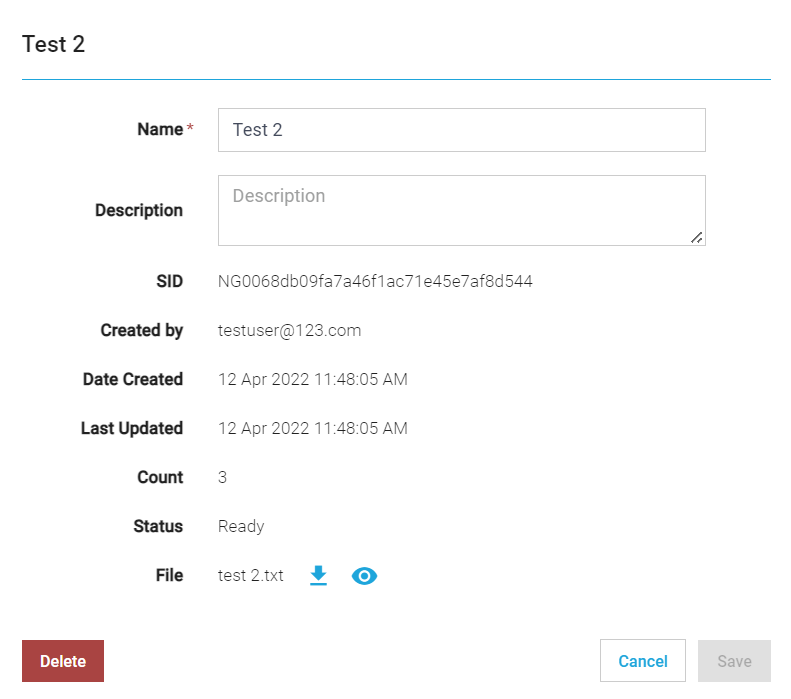 Test 2
Name * Test 2
Description Description
SID NG0068db09fa7a46f1ac71e45e7af8d544
Created by testuser@123.com
Date Created 12 Apr 2022 11:48:05 AM
Last Updated 12 Apr 2022 11:48:05 AM
Count 3
Status Ready
File test 2.txt
Delete Cancel Save